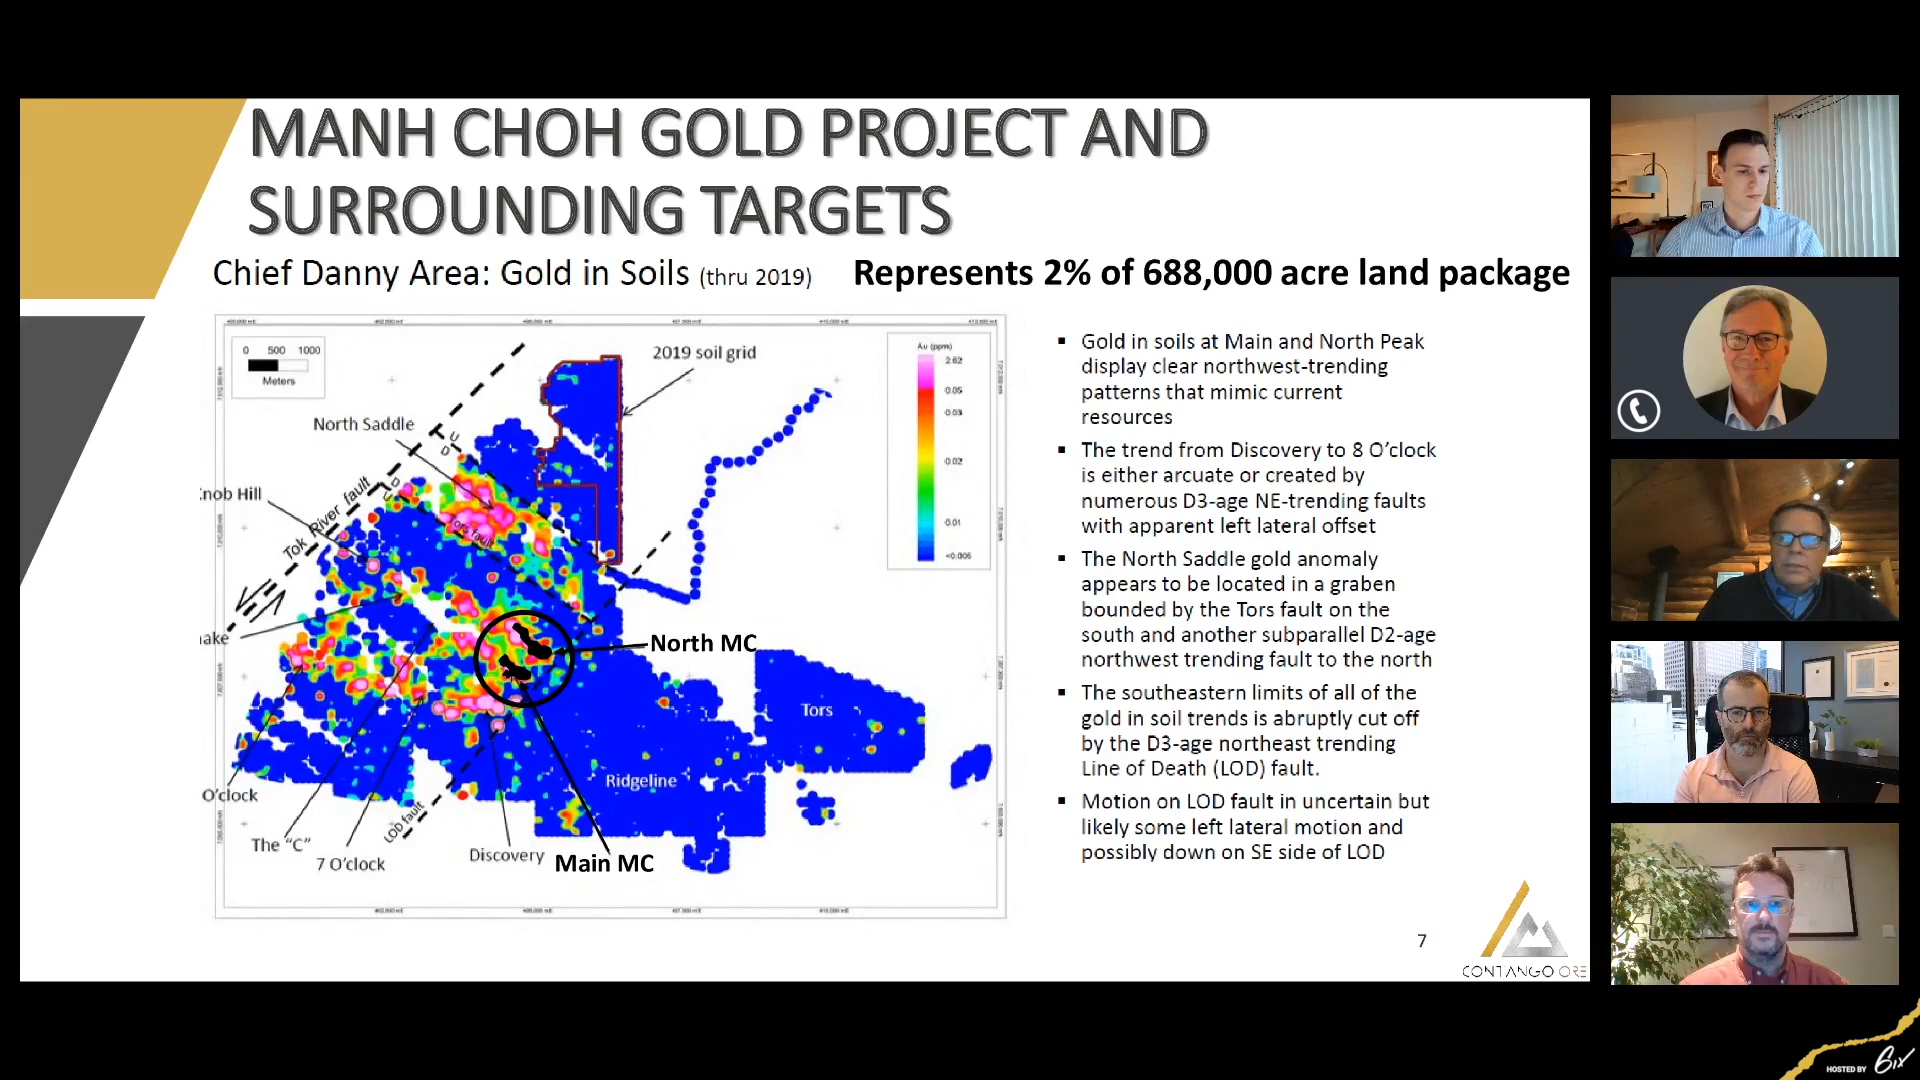 MANH CHOH GOLD PROJECT AND
SURROUNDING TARGETS
Chief Danny Area: Gold in Soils (thru 2019)
Represents 2% of 688,000 acre land package
0 500 1000
Meters
2019 soil grid
Au (ppm)
2.62
0.05
0.03
0.02
0.01
<0.005
North Saddle
U
D
D
U
Knob Hill
Tok River fault
Tors fault
nake
North MC
Tors
Ridgeline
O'clock
The "C"
7 O'clock
LOD fault
Discovery
Main MC
▪ Gold in soils at Main and North Peak
display clear northwest-trending
patterns that mimic current
resources
▪ The trend from Discovery to 8 O'clock
is either arcuate or created by
numerous D3-age NE-trending faults
with apparent left lateral offset
▪ The North Saddle gold anomaly
appears to be located in a graben
bounded by the Tors fault on the
south and another subparallel D2-age
northwest trending fault to the north
▪ The southeastern limits of all of the
gold in soil trends is abruptly cut off
by the D3-age northeast trending
Line of Death (LOD) fault.
▪ Motion on LOD fault in uncertain but
likely some left lateral motion and
possibly down on SE side of LOD
7
CONTANGO ORE
HOSTED BY 6ix